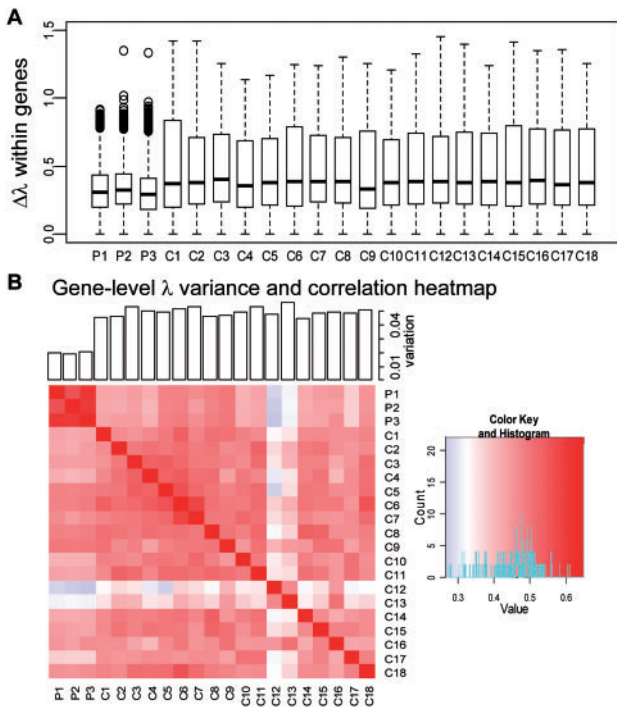 A
Δλ within genes
1.5
1.0
0.5
0.0
P1 P2 P3 C1 C2 C3 C4 C5 C6 C7 C8 C9 C10 C11 C12 C13 C14 C15 C16 C17 C18
B Gene-level λ variance and correlation heatmap
0.04
0.01
variation
P1
P2
P3
C1
C2
C3
C4
C5
C6
C7
C8
C9
C10
C11
C12
C13
C14
C15
C16
C17
C18
P1 P2 P3 C1 C2 C3 C4 C5 C6 C7 C8 C9 C10 C11 C12 C13 C14 C15 C16 C17 C18
Color Key
and Histogram
Count
20
15
10
5
0
0.3 0.4 0.5 0.6
Value